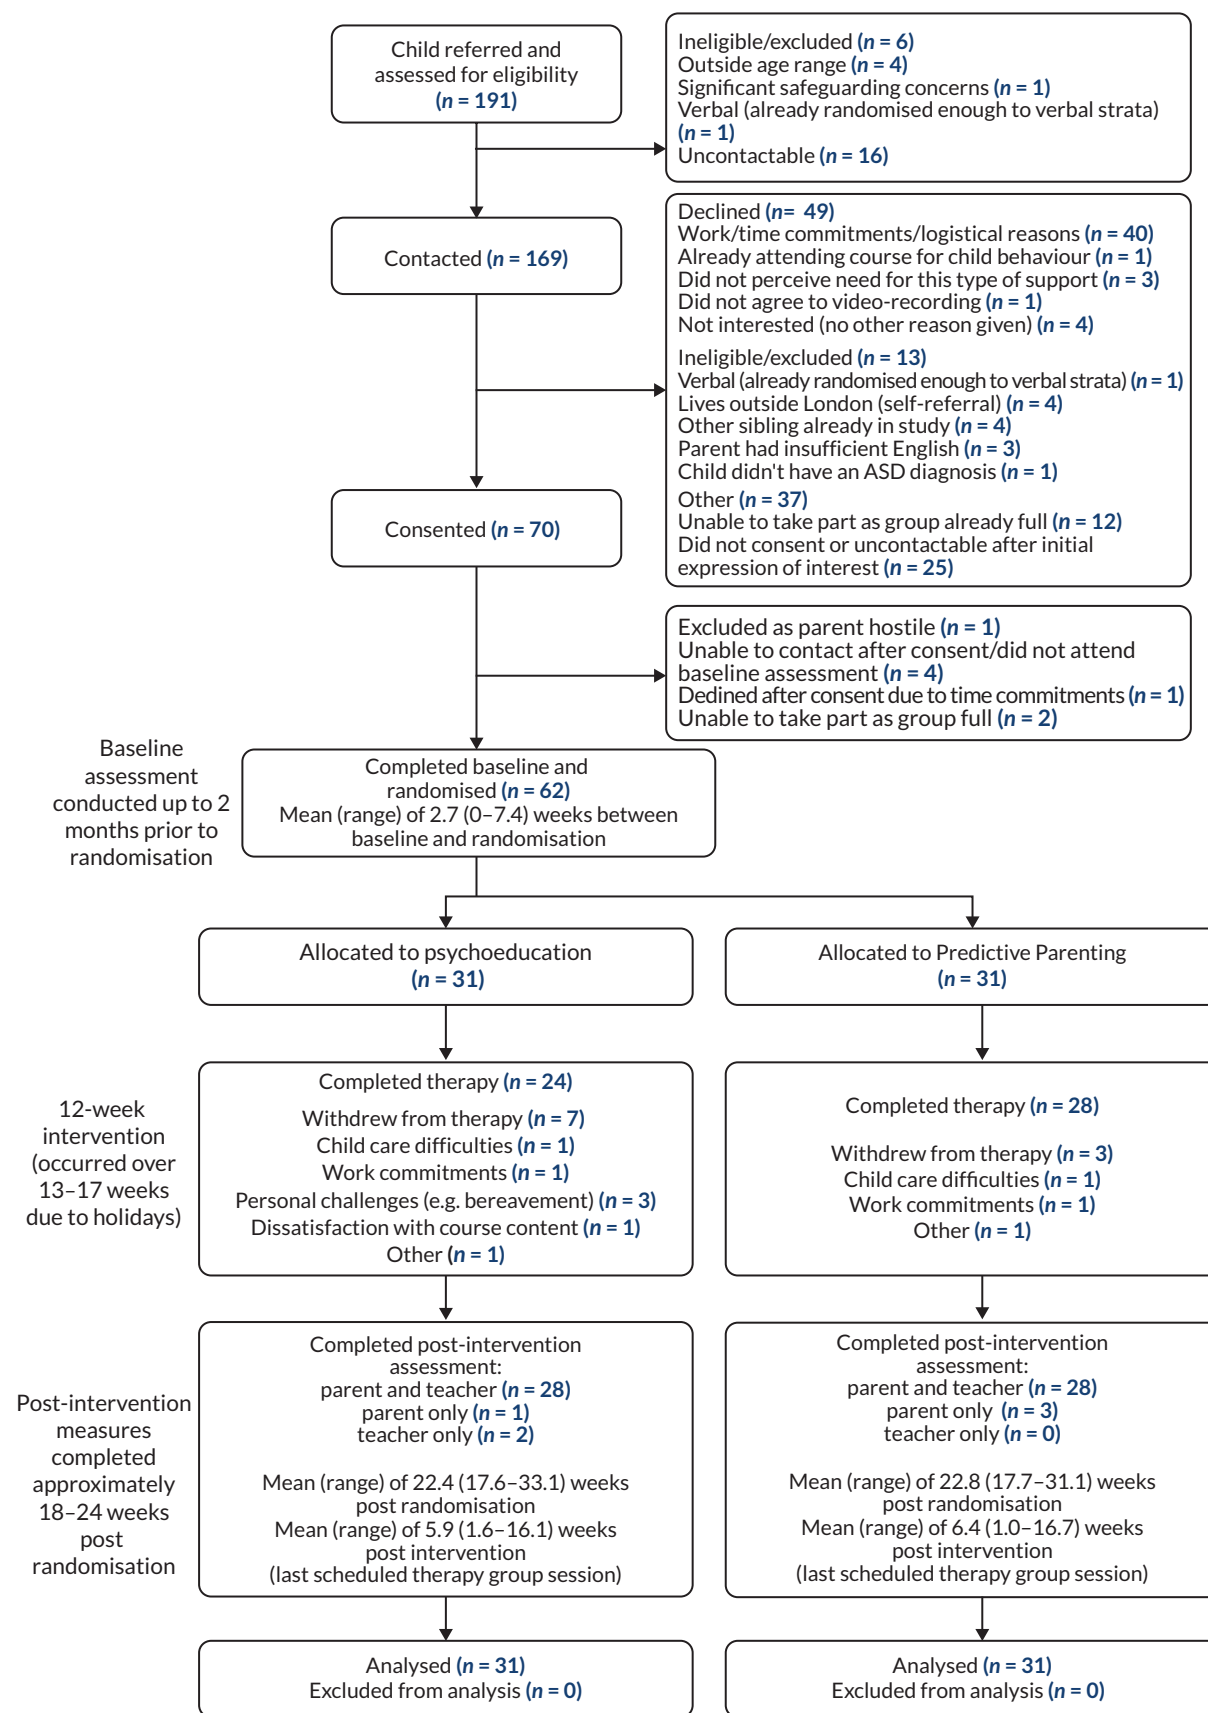 Child referred and
assessed for eligibility
(n = 191)
Ineligible/excluded (n = 6)
Outside age range (n = 4)
Significant safeguarding concerns (n = 1)
Verbal (already randomised enough to verbal strata)
(n = 1)
Uncontactable (n = 16)
Contacted (n = 169)
Declined (n= 49)
Work/time commitments/logistical reasons (n = 40)
Already attending course for child behaviour (n = 1)
Did not perceive need for this type of support (n = 3)
Did not agree to video-recording (n = 1)
Not interested (no other reason given) (n = 4)
Ineligible/excluded (n = 13)
Verbal (already randomised enough to verbal strata) (n = 1)
Lives outside London (self-referral) (n = 4)
Other sibling already in study (n = 4)
Parent had insufficient English (n = 3)
Child didn't have an ASD diagnosis (n = 1)
Other (n = 37)
Unable to take part as group already full (n = 12)
Did not consent or uncontactable after initial
expression of interest (n = 25)
Consented (n = 70)
Excluded as parent hostile (n = 1)
Unable to contact after consent/did not attend
baseline assessment (n = 4)
Dedined after consent due to time commitments (n = 1)
Unable to take part as group full (n = 2)
Baseline
assessment
conducted up to 2
months prior to
randomisation
Completed baseline and
randomised (n = 62)
Mean (range) of 2.7 (0–7.4) weeks between
baseline and randomisation
Allocated to psychoeducation
(n = 31)
Allocated to Predictive Parenting
(n = 31)
12-week
intervention
(occurred over
13–17 weeks
due to holidays)
Completed therapy (n = 24)
Withdrew from therapy (n = 7)
Child care difficulties (n = 1)
Work commitments (n = 1)
Personal challenges (e.g. bereavement) (n = 3)
Dissatisfaction with course content (n = 1)
Other (n = 1)
Completed therapy (n = 28)
Withdrew from therapy (n = 3)
Child care difficulties (n = 1)
Work commitments (n = 1)
Other (n = 1)
Post-intervention
measures
completed
approximately
18–24 weeks
post
randomisation
Completed post-intervention
assessment:
parent and teacher (n = 28)
parent only (n = 1)
teacher only (n = 2)
Mean (range) of 22.4 (17.6–33.1) weeks
post randomisation
Mean (range) of 5.9 (1.6–16.1) weeks
post intervention
(last scheduled therapy group session)
Completed post-intervention
assessment:
parent and teacher (n = 28)
parent only (n = 3)
teacher only (n = 0)
Mean (range) of 22.8 (17.7–31.1) weeks
post randomisation
Mean (range) of 6.4 (1.0–16.7) weeks
post intervention
(last scheduled therapy group session)
Analysed (n = 31)
Excluded from analysis (n = 0)
Analysed (n = 31)
Excluded from analysis (n = 0)